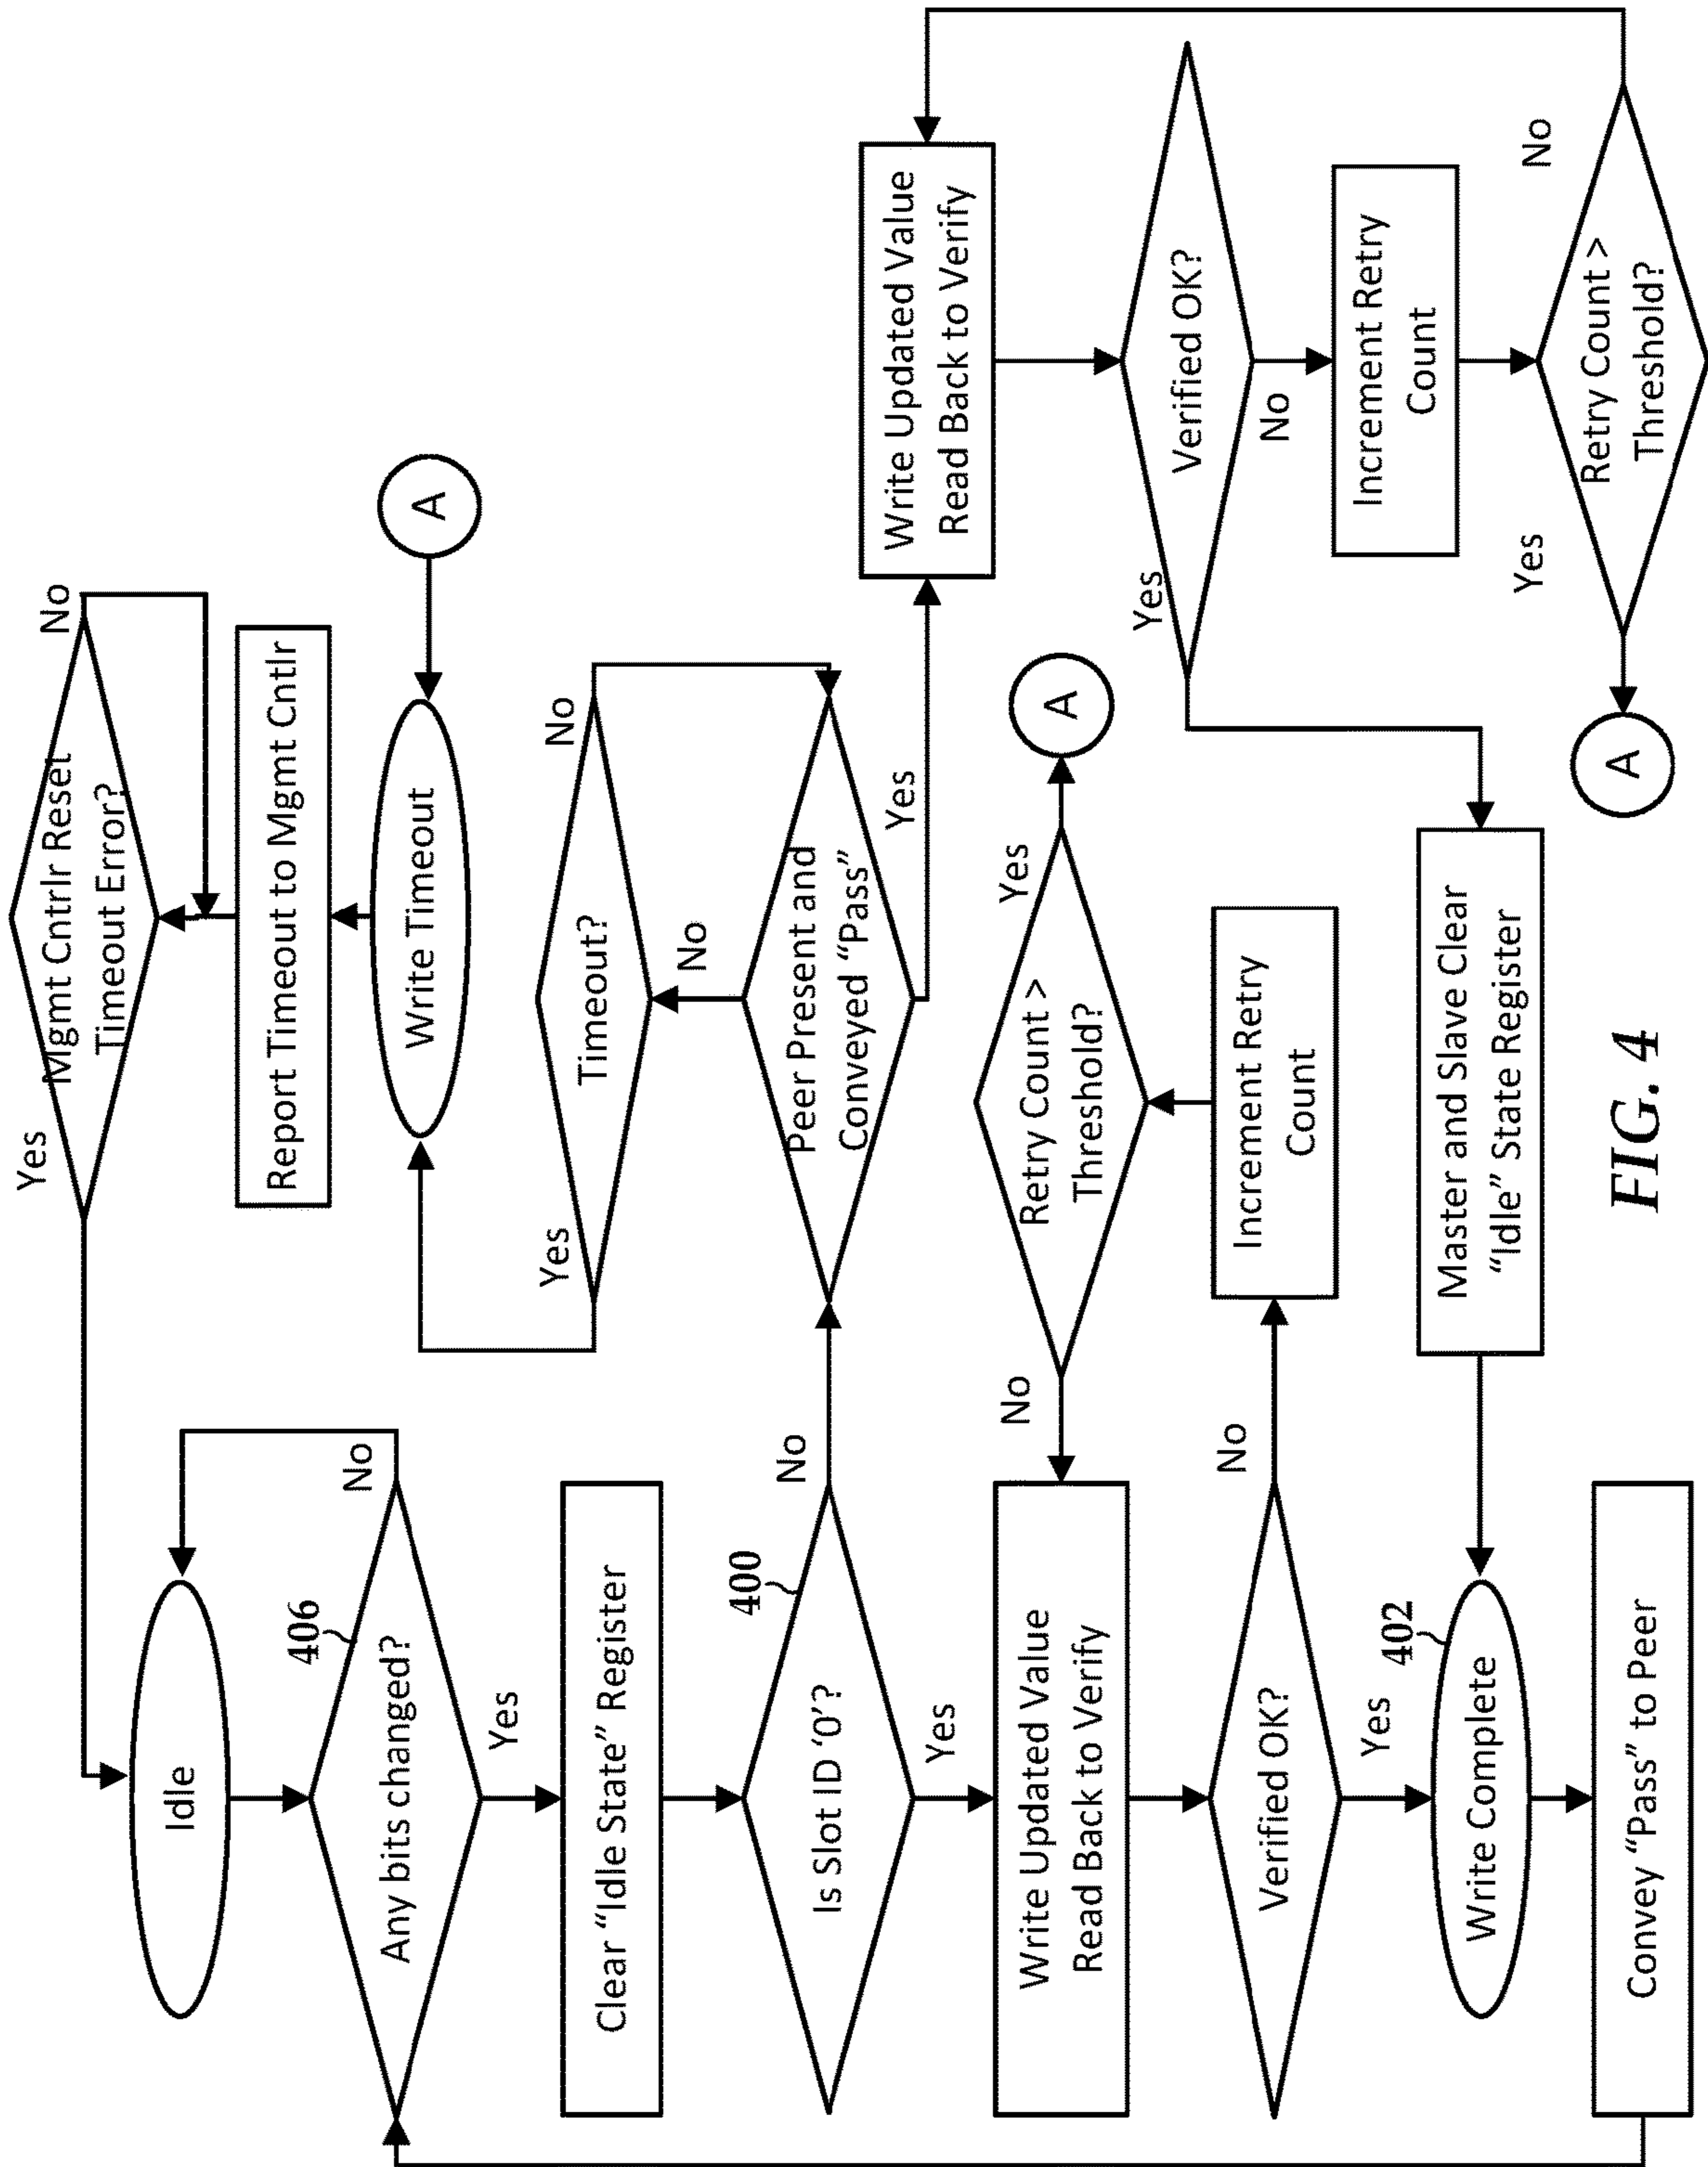 Idle
406
Any bits changed?
No
Yes
Clear “Idle State” Register
400
Is Slot ID ‘0’?
No
Yes
Write Updated Value
Read Back to Verify
Verified OK?
No
Yes
402
Write Complete
Convey “Pass” to Peer
Yes
Mgmt Cntrlr Reset
Timeout Error?
No
Report Timeout to Mgmt Cntlr
Write Timeout
A
Yes
Timeout?
No
No
Peer Present and
Conveyed “Pass”
Yes
No
Retry Count >
Threshold?
Yes
A
Increment Retry
Count
Master and Slave Clear
“Idle” State Register
Write Updated Value
Read Back to Verify
Yes
Verified OK?
No
Increment Retry
Count
Yes
Retry Count >
Threshold?
No
A
FIG. 4